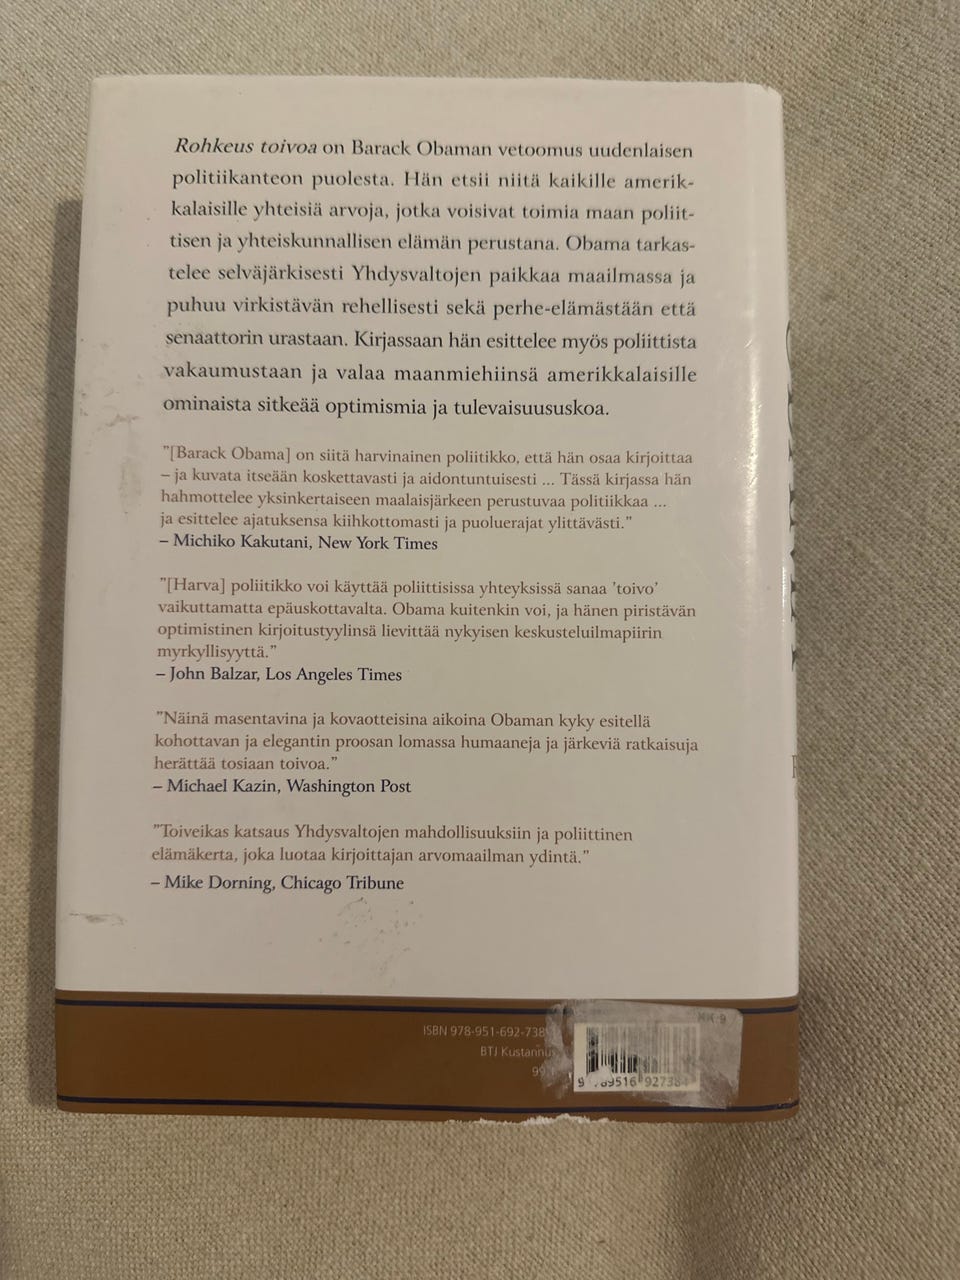 Rohkeus toivoa on Barack Obaman vetoomus uudenlaisen
politiikanteon puolesta. Hän etsii niitä kaikille amerik-
kalaisille yhteisiä arvoja, jotka voisivat toimia maan poliit-
tisen ja yhteiskunnallisen elämän perustana. Obama tarkas-
telee selväjärkisesti Yhdysvaltojen paikkaa maailmassa ja
puhuu virkistävän rehellisesti sekä perhe-elämästään että
senaattorin urastaan. Kirjassaan hän esittelee myös poliittista
vakaumustaan ja valaa maanmiehiinsä amerikkalaisille
ominaista sitkeää optimismia ja tulevaisuususkoa.
"[Barack Obama] on siitä harvinainen poliitikko, että hän osaa kirjoittaa
– ja kuvata itseään koskettavasti ja aidontuntuisesti ... Tässä kirjassa hän
hahmottelee yksinkertaiseen maalaisjärkeen perustuvaa politiikkaa ...
ja esittelee ajatuksensa kiihkottomasti ja puoluerajat ylittävästi."
– Michiko Kakutani, New York Times
"[Harva] poliitikko voi käyttää poliittisissa yhteyksissä sanaa 'toivo'
vaikuttamatta epäuskottavalta. Obama kuitenkin voi, ja hänen piristävän
optimistinen kirjoitustyylinsä lievittää nykyisen keskusteluilmapiirin
myrkyllisyyttä."
– John Balzar, Los Angeles Times
"Näinä masentavina ja kovaotteisina aikoina Obaman kyky esitellä
kohottavan ja elegantin proosan lomassa humaaneja ja järkeviä ratkaisuja
herättää tosiaan toivoa."
– Michael Kazin, Washington Post
"Toiveikas katsaus Yhdysvaltojen mahdollisuuksiin ja poliittinen
elämäkerta, joka luotaa kirjoittajan arvomaailman ydintä."
– Mike Dorning, Chicago Tribune
ISBN 978-951-692-738
BTJ Kustannus
99.1